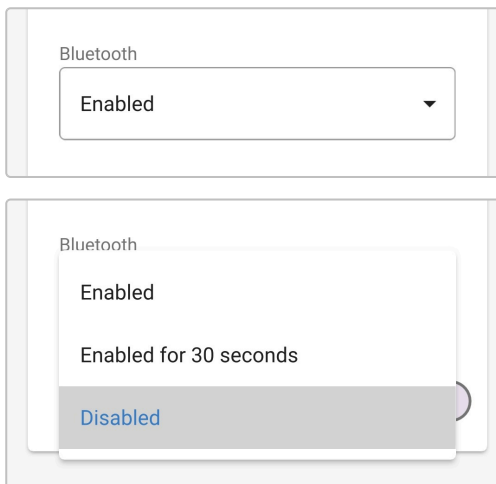 Bluetooth
Enabled
Bluetooth
Enabled
Enabled for 30 seconds
Disabled